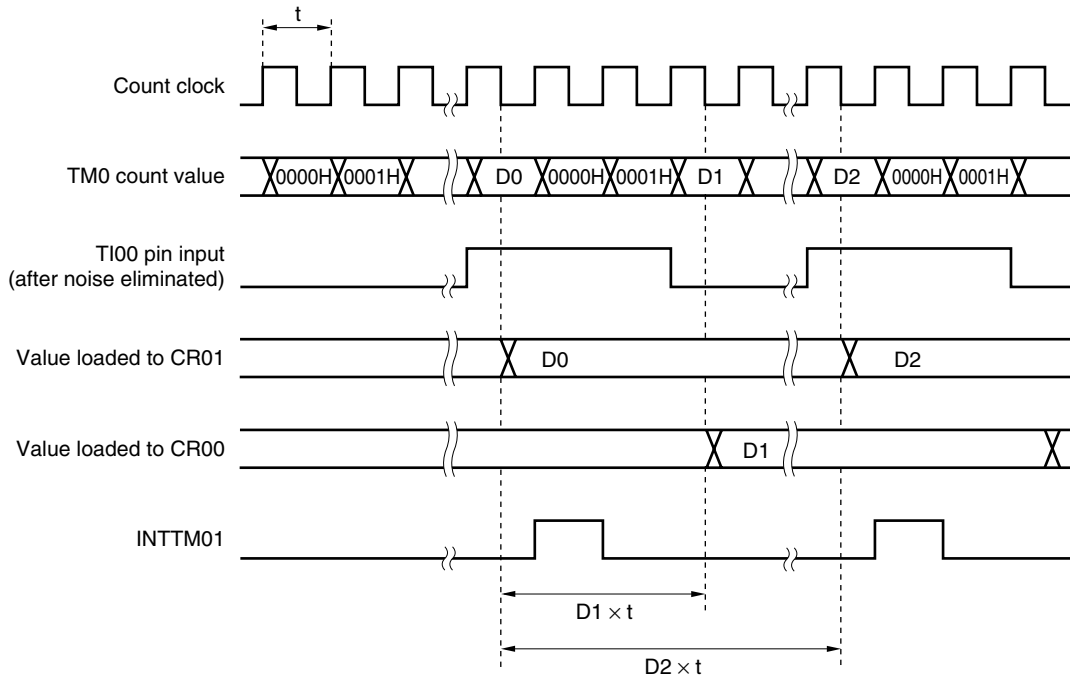 t
Count clock
TM0 count value
0000H 0001H D0 0000H 0001H D1 D2 0000H 0001H
TI00 pin input
(after noise eliminated)
Value loaded to CR01
D0 D2
Value loaded to CR00
D1
INTTM01
D1 × t
D2 × t